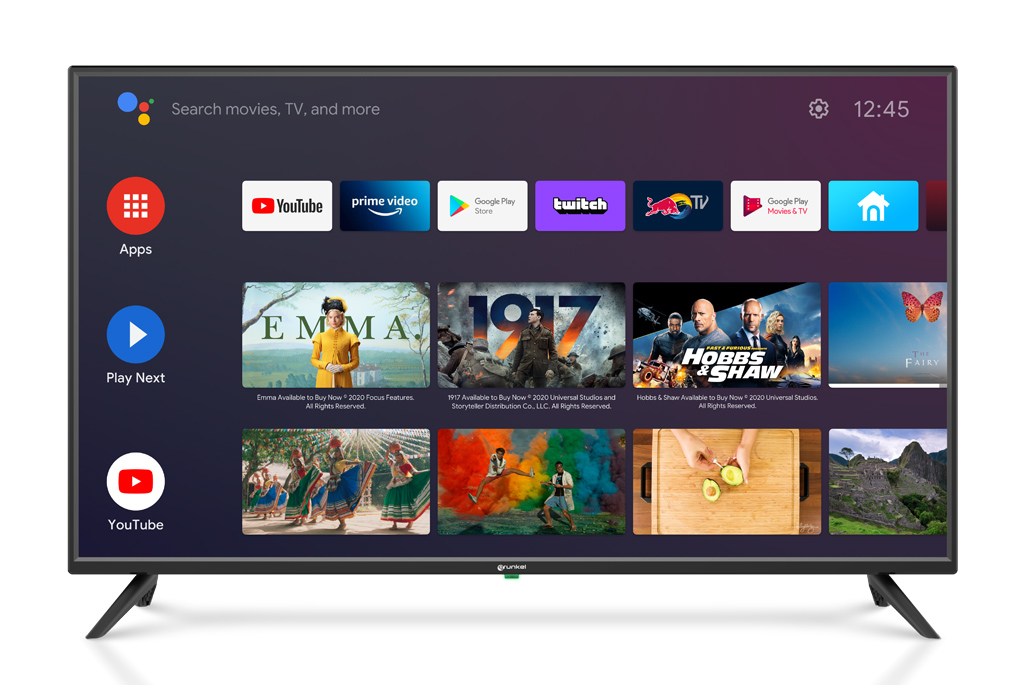 Search movies, TV, and more
12:45
YouTube
prime video
Google Play
Store
twitch
TV
Google Play
Movies & TV
Apps
EMMA.
1917
FAST & FURIOUS PRESENTS
HOBBS
& SHAW
THE
FAIRY
Play Next
Emma Available to Buy Now © 2020 Focus Features.
All Rights Reserved.
1917 Available to Buy Now © 2020 Universal Studios and
Storyteller Distribution Co., LLC. All Rights Reserved.
Hobbs & Shaw Available to Buy Now © 2020 Universal Studios.
All Rights Reserved.
YouTube
Grunkel